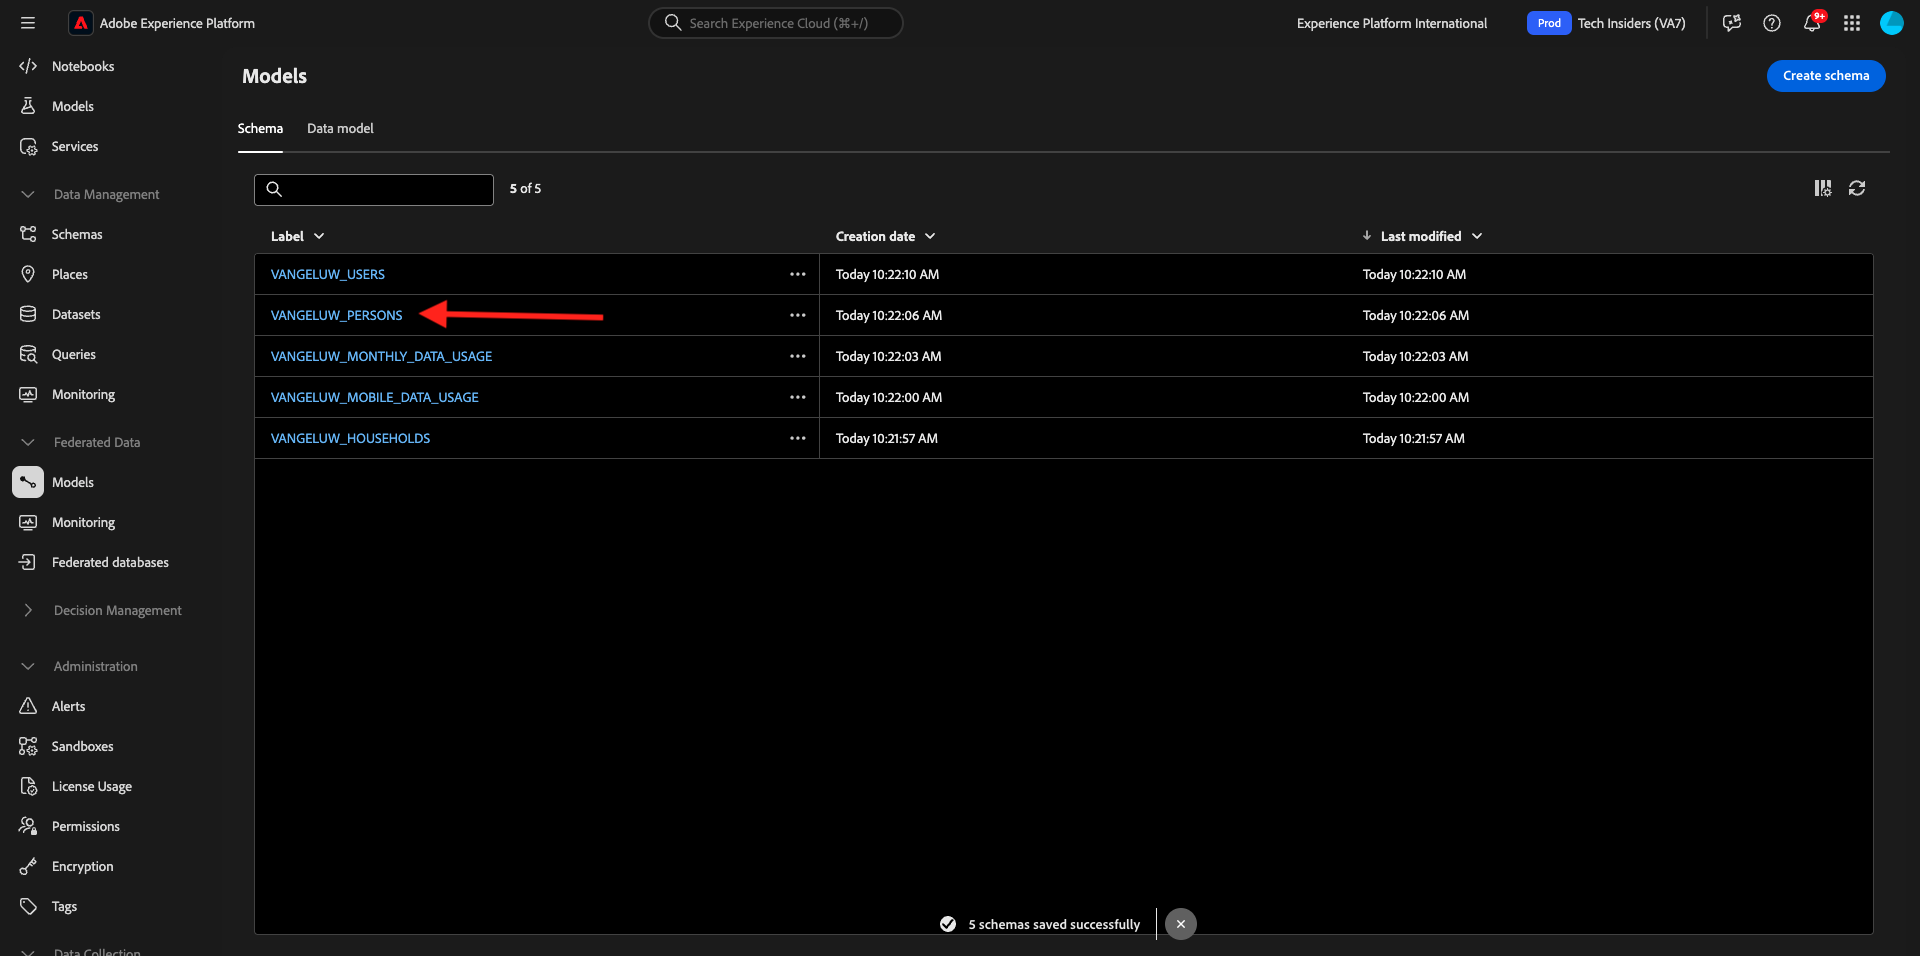 Adobe Experience Platform
Search Experience Cloud (⌘+/)
Experience Platform International
Prod
Tech Insiders (VA7)
9+
Notebooks
Models
Services
Data Management
Schemas
Places
Datasets
Queries
Monitoring
Federated Data
Models
Monitoring
Federated databases
Decision Management
Administration
Alerts
Sandboxes
License Usage
Permissions
Encryption
Tags
Data Collection
Models
Create schema
Schema
Data model
5 of 5
Label
Creation date
Last modified
VANGELUW_USERS
Today 10:22:10 AM
Today 10:22:10 AM
VANGELUW_PERSONS
Today 10:22:06 AM
Today 10:22:06 AM
VANGELUW_MONTHLY_DATA_USAGE
Today 10:22:03 AM
Today 10:22:03 AM
VANGELUW_MOBILE_DATA_USAGE
Today 10:22:00 AM
Today 10:22:00 AM
VANGELUW_HOUSEHOLDS
Today 10:21:57 AM
Today 10:21:57 AM
5 schemas saved successfully